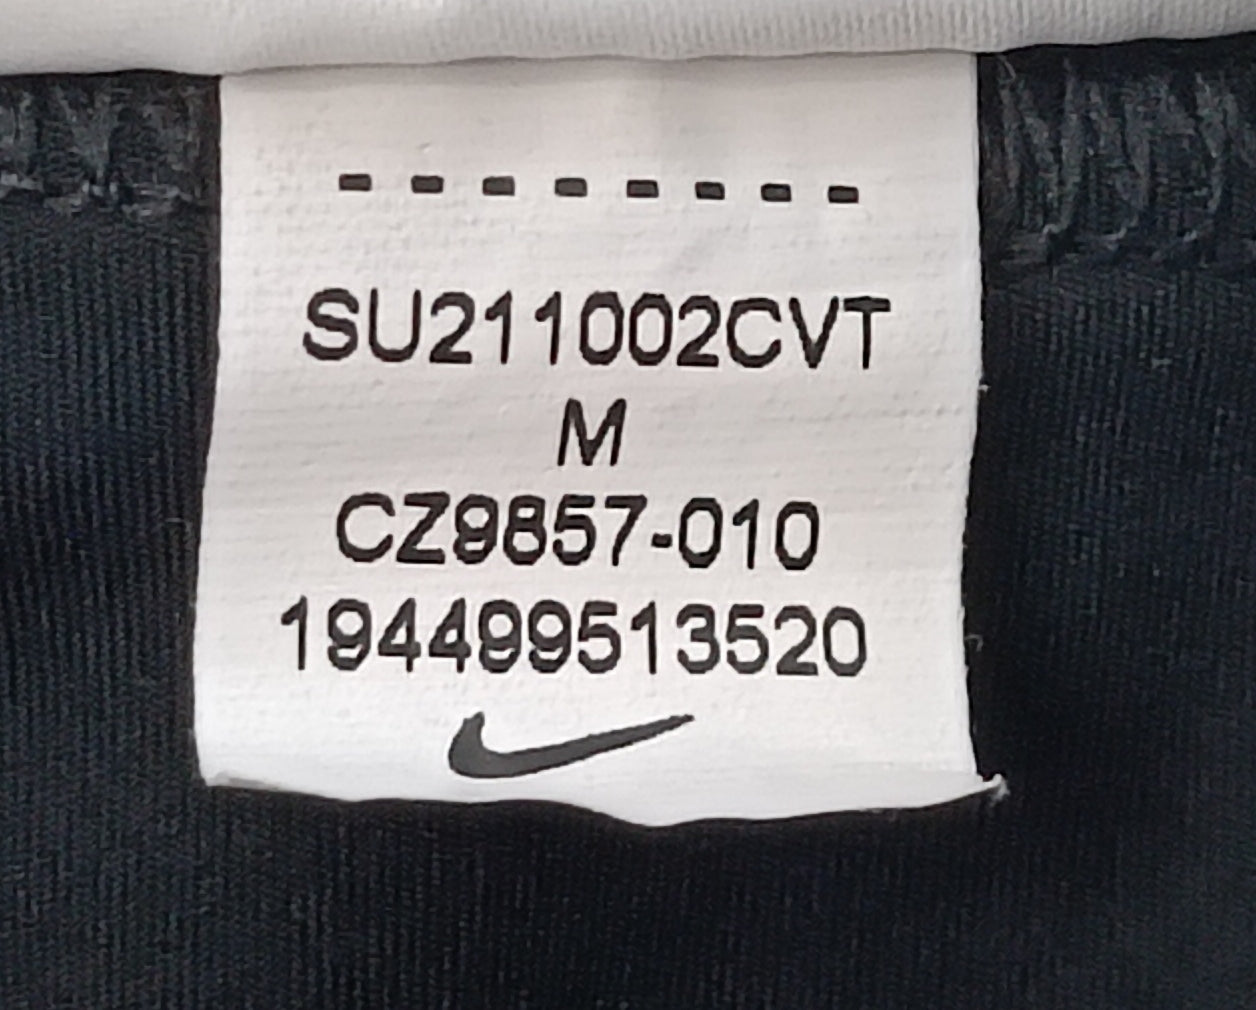 --------
SU211002CVT
M
CZ9857-010
194499513520